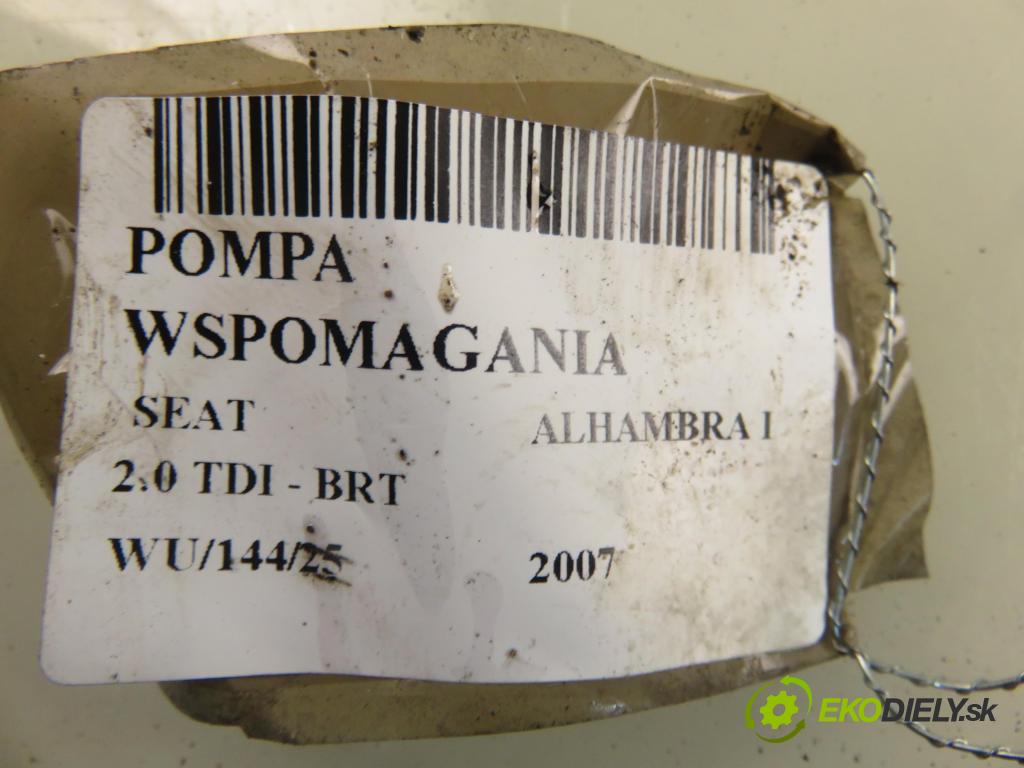 POMPA
WSPOMAGANIA
SEAT ALHAMBRA I
2.0 TDI - BRT
WU/144/25 2007
EKODIELY.sk